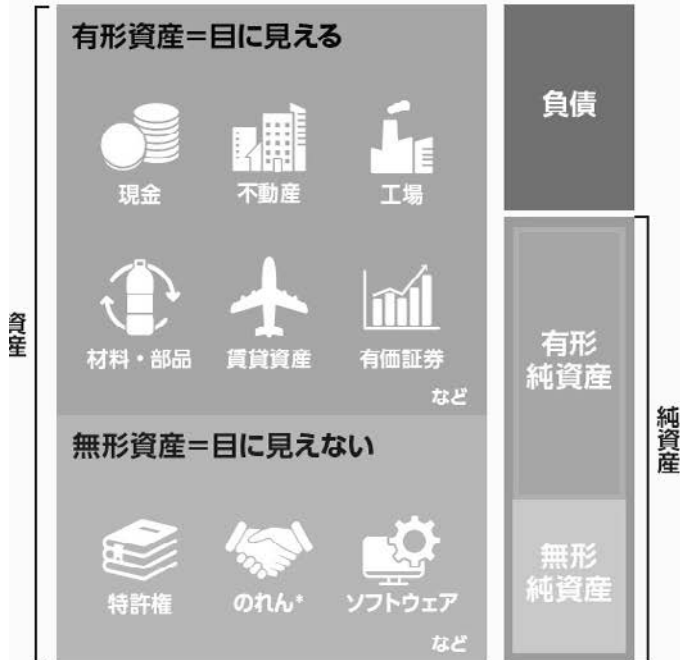 資産
有形資産=目に見える
現金
不動産
工場
材料・部品
賃貸資産
有価証券
など
無形資産=目に見えない
特許権
のれん*
ソフトウェア
など
負債
有形
純資産
無形
純資産
純資産